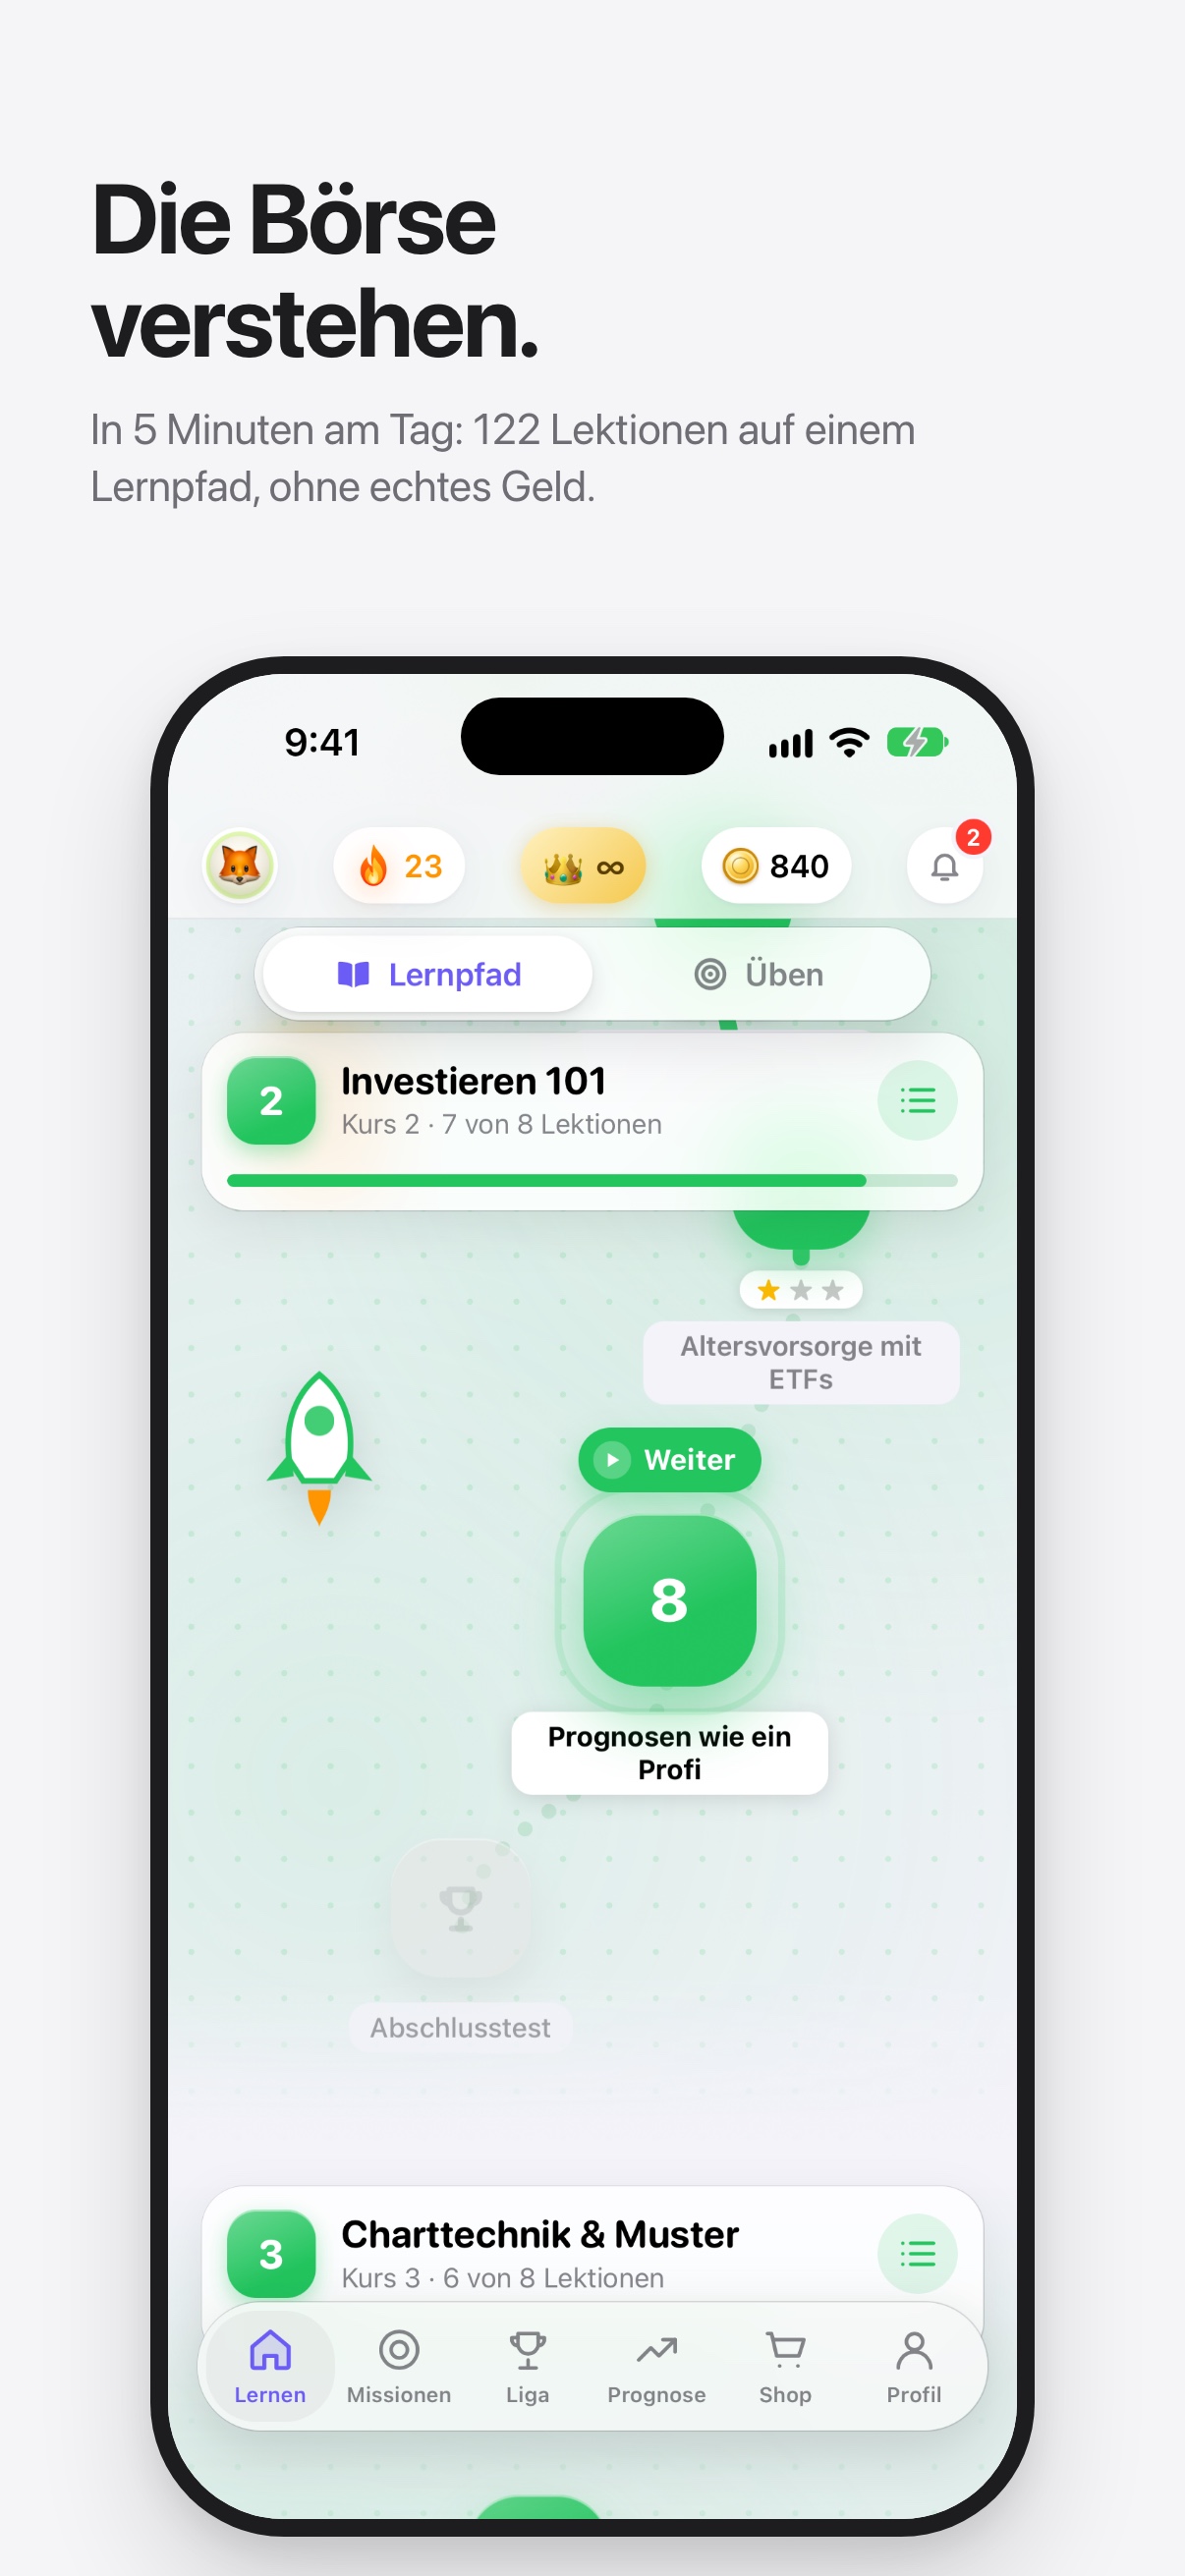 Die Börse
verstehen.
In 5 Minuten am Tag: 122 Lektionen auf einem
Lernpfad, ohne echtes Geld.
9:41
23
∞
840
2
Lernpfad
Üben
2
Investieren 101
Kurs 2 · 7 von 8 Lektionen
Altersvorsorge mit
ETFs
Weiter
8
Prognosen wie ein
Profi
Abschlusstest
3
Charttechnik & Muster
Kurs 3 · 6 von 8 Lektionen
Lernen
Missionen
Liga
Prognose
Shop
Profil